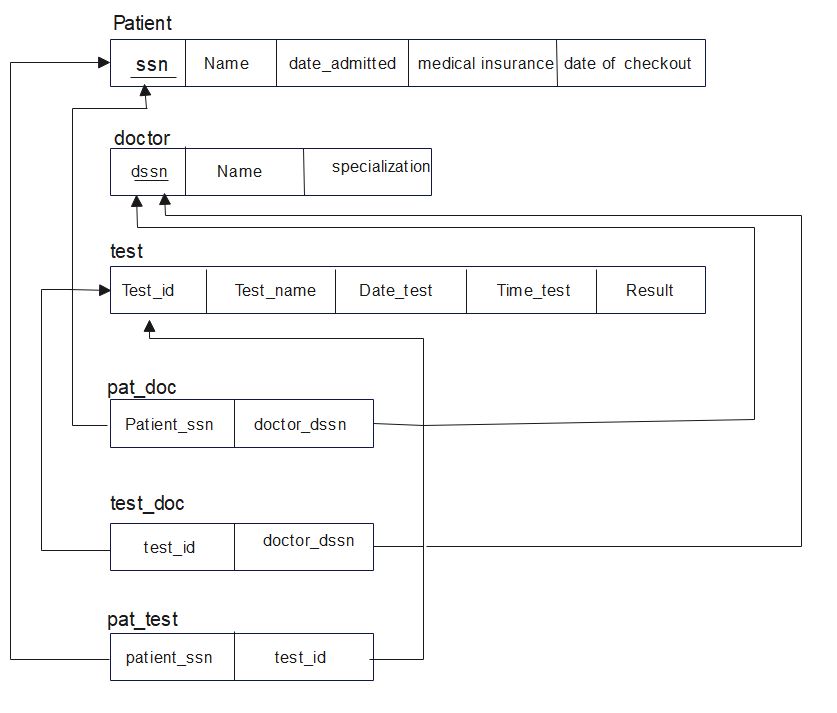 Patient
ssn Name date_admitted medical insurance date of checkout
doctor
dssn Name specialization
test
Test_id Test_name Date_test Time_test Result
pat_doc
Patient_ssn doctor_dssn
test_doc
test_id doctor_dssn
pat_test
patient_ssn test_id